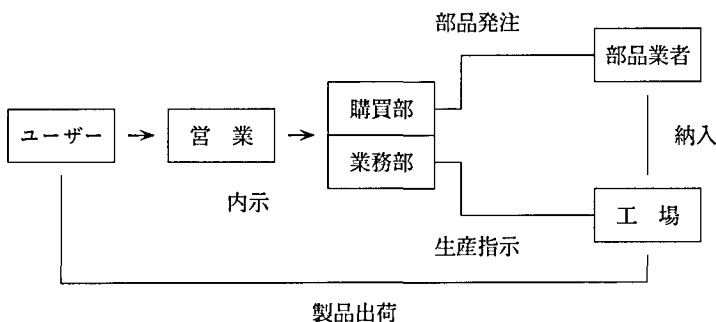 部品発注
部品業者
購買部
ユーザー
営 業
業務部
納入
内示
工 場
生産指示
製品出荷